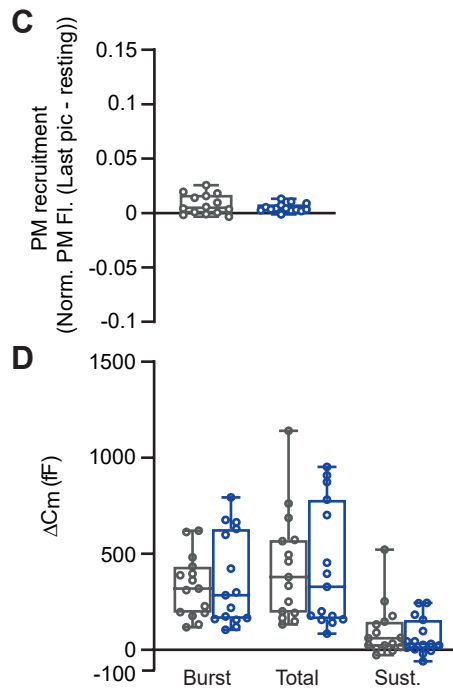 C
PM recruitment
(Norm. PM Fl. (Last pic - resting))
0.15
0.1
0.05
0
-0.05
-0.1
D
ΔCm (fF)
1500
1000
500
0
-100
Burst Total Sust.